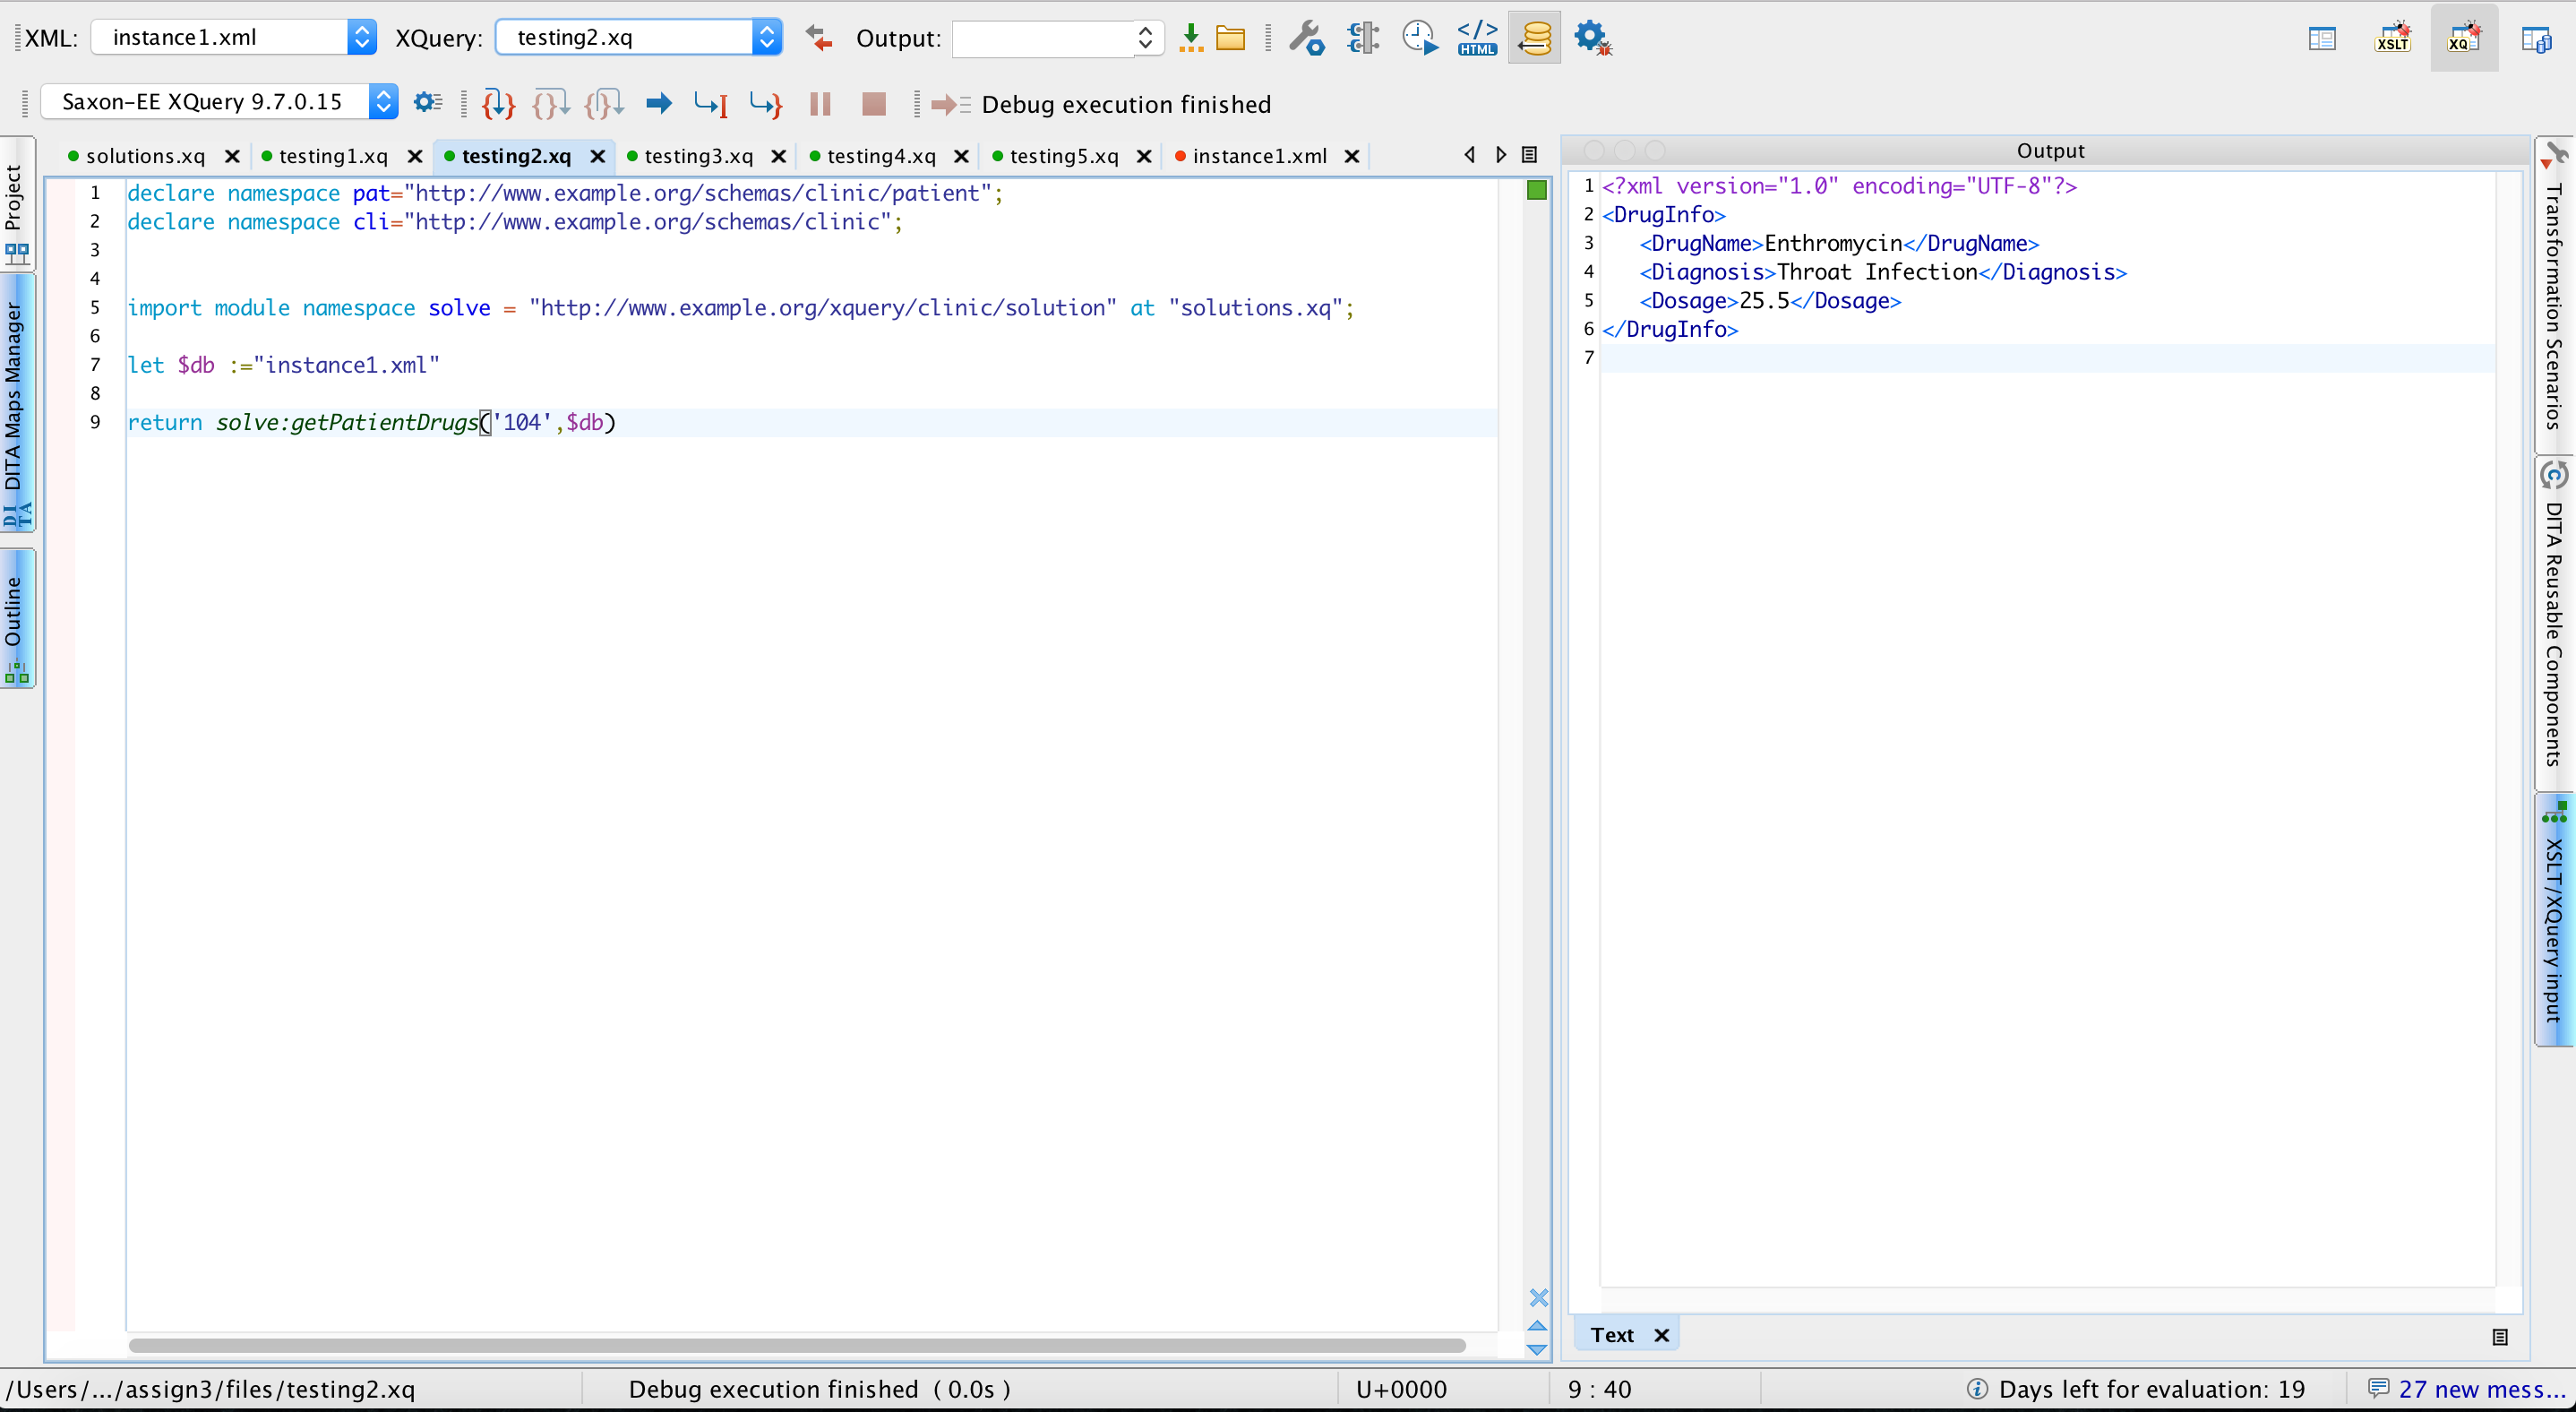 XML: instance1.xml XQuery: testing2.xq Output: </> HTML XSLT XQ
Saxon-EE XQuery 9.7.0.15 Debug execution finished
solutions.xq testing1.xq testing2.xq testing3.xq testing4.xq testing5.xq instance1.xml
Project
DITA Maps Manager
DITA
Outline
1 declare namespace pat="http://www.example.org/schemas/clinic/patient";
2 declare namespace cli="http://www.example.org/schemas/clinic";
3
4
5 import module namespace solve = "http://www.example.org/xquery/clinic/solution" at "solutions.xq";
6
7 let $db :="instance1.xml"
8
9 return solve:getPatientDrugs('104',$db)
Output
1 <?xml version="1.0" encoding="UTF-8"?>
2 <DrugInfo>
3 <DrugName>Enthromycin</DrugName>
4 <Diagnosis>Throat Infection</Diagnosis>
5 <Dosage>25.5</Dosage>
6 </DrugInfo>
7
Text
Transformation Scenarios
DITA Reusable Components
XSLT/XQuery input
/Users/.../assign3/files/testing2.xq Debug execution finished (0.0s) U+0000 9 : 40 Days left for evaluation: 19 27 new mess...